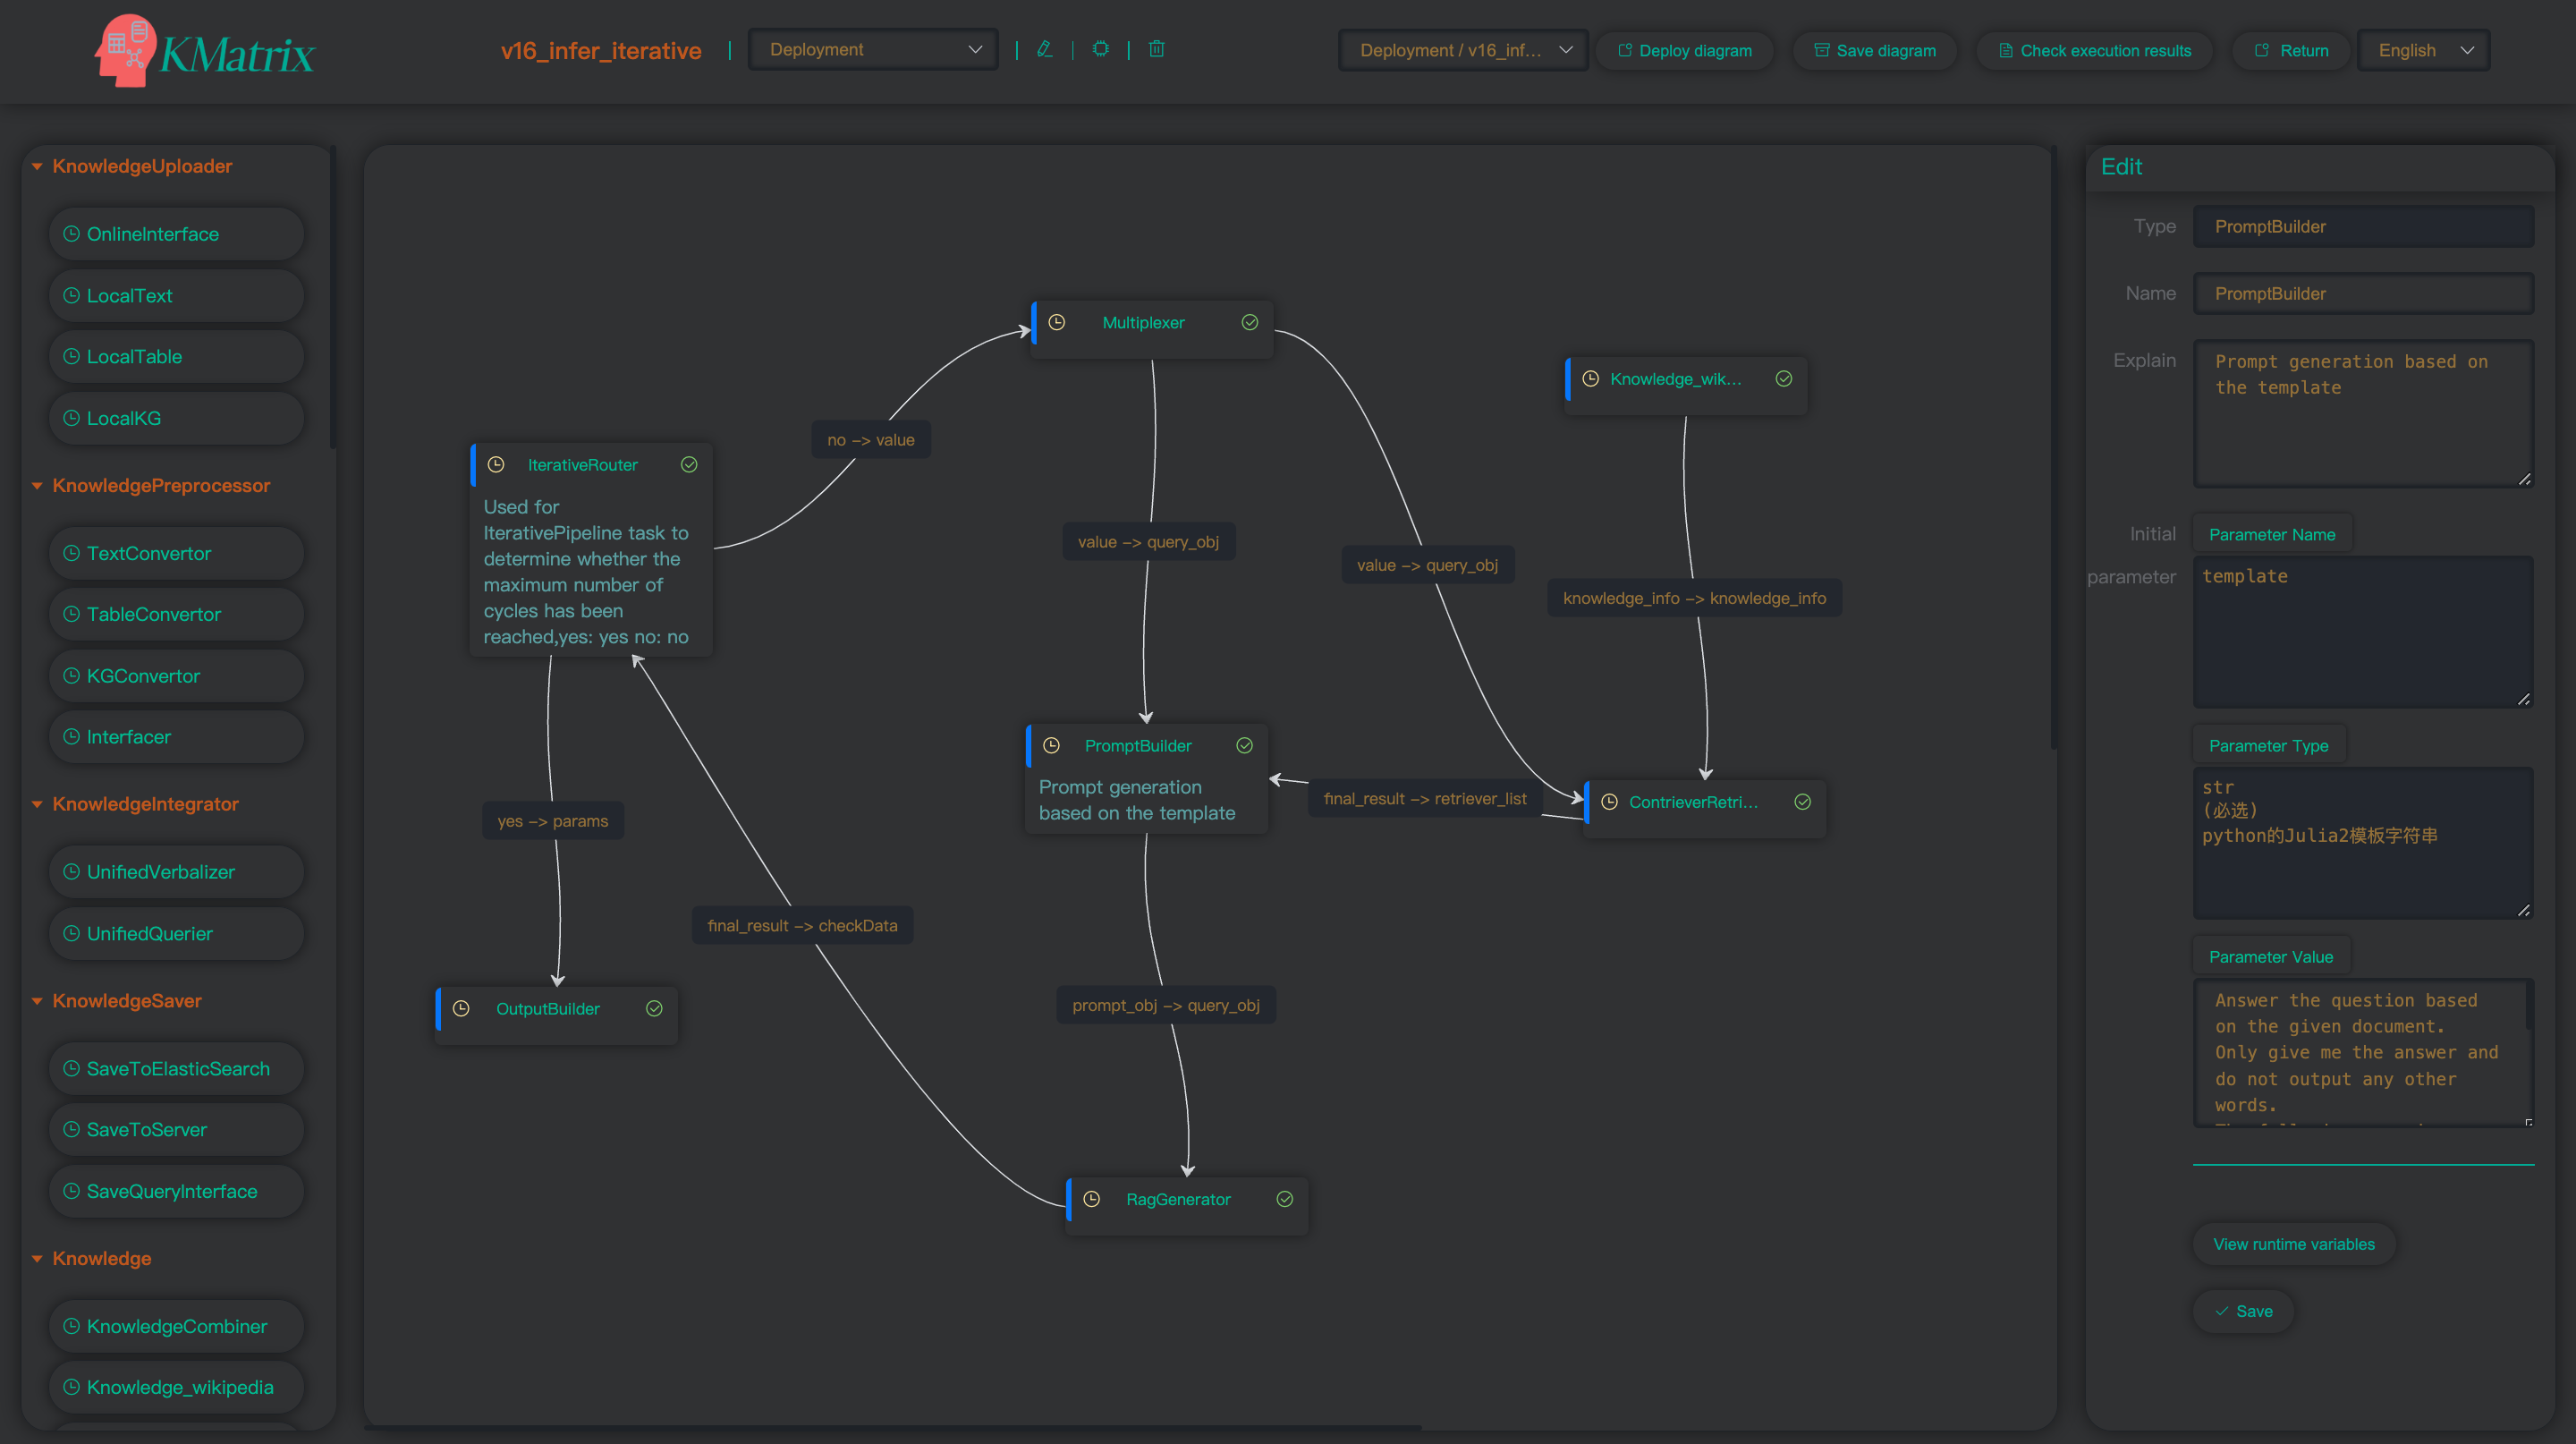 KMatrix
v16_infer_iterative
Deployment
Deployment / v16_inf...
Deploy diagram
Save diagram
Check execution results
Return
English
KnowledgeUploader
OnlineInterface
LocalText
LocalTable
LocalKG
KnowledgePreprocessor
TextConvertor
TableConvertor
KGConvertor
Interfacer
KnowledgeIntegrator
UnifiedVerbalizer
UnifiedQuerier
KnowledgeSaver
SaveToElasticSearch
SaveToServer
SaveQueryInterface
Knowledge
KnowledgeCombiner
Knowledge_wikipedia
Multiplexer
Knowledge_wik...
no -> value
IterativeRouter
Used for
IterativePipeline task to
determine whether the
maximum number of
cycles has been
reached,yes: yes no: no
value -> query_obj
value -> query_obj
knowledge_info -> knowledge_info
PromptBuilder
Prompt generation
based on the template
final_result -> retriever_list
ContrieverRetri...
yes -> params
final_result -> checkData
OutputBuilder
prompt_obj -> query_obj
RagGenerator
Edit
Type
PromptBuilder
Name
PromptBuilder
Explain
Prompt generation based on
the template
Initial
parameter
Parameter Name
template
Parameter Type
str
(必选)
python的Julia2模板字符串
Parameter Value
Answer the question based
on the given document.
Only give me the answer and
do not output any other
words.
View runtime variables
Save